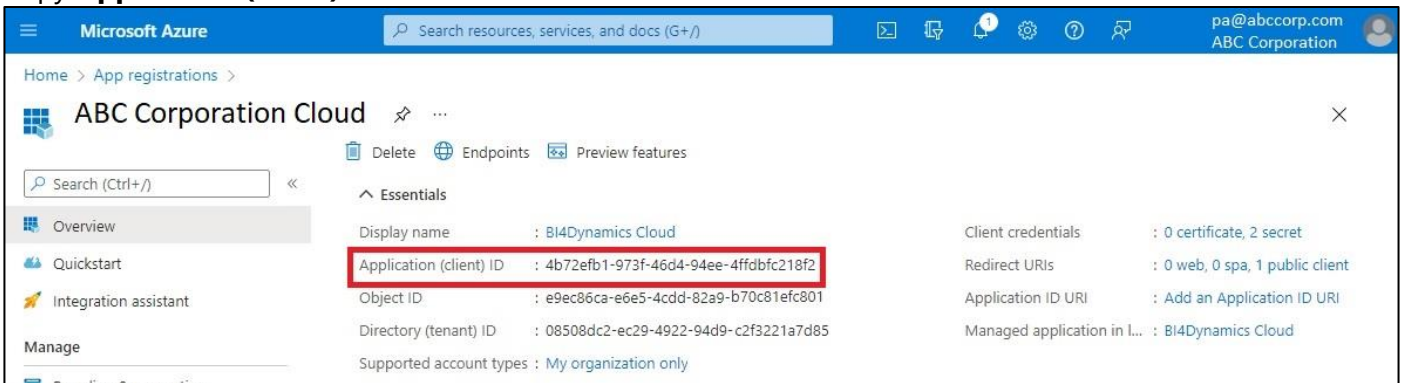 Microsoft Azure
Search resources, services, and docs (G+/)
1
pa@abccorp.com
ABC Corporation
Home > App registrations >
ABC Corporation Cloud
Delete Endpoints Preview features
Search (Ctrl+/)
Essentials
Overview
Quickstart
Integration assistant
Manage
Display name : BI4Dynamics Cloud
Application (client) ID : 4b72efb1-973f-46d4-94ee-4ffdbfc218f2
Object ID : e9ec86ca-e6e5-4cdd-82a9-b70c81efc801
Directory (tenant) ID : 08508dc2-ec29-4922-94d9-c2f3221a7d85
Supported account types : My organization only
Client credentials : 0 certificate, 2 secret
Redirect URIs : 0 web, 0 spa, 1 public client
Application ID URI : Add an Application ID URI
Managed application in l... : BI4Dynamics Cloud